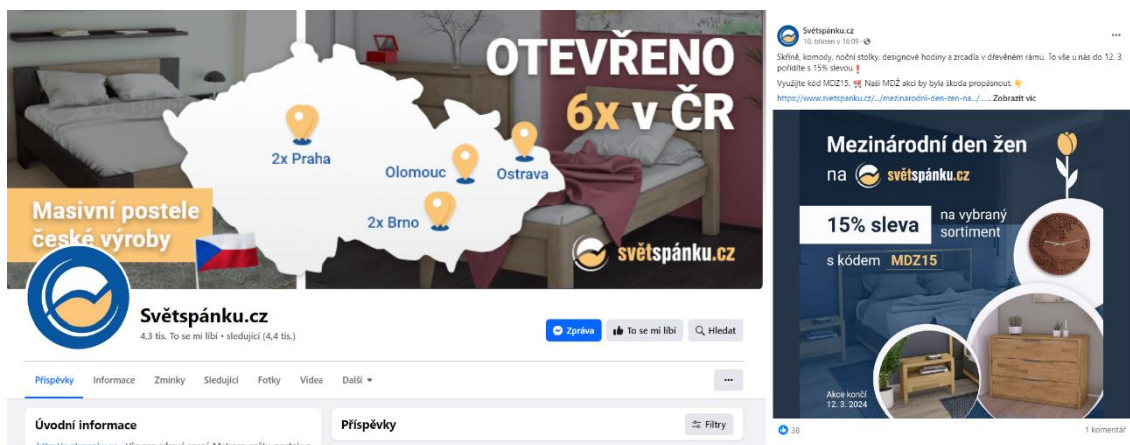 OTEVŘENO
6x v ČR
2x Praha
Olomouc
Ostrava
2x Brno
Masivní postele
české výroby
světspánku.cz
Světspánku.cz
4,3 tis. To se mi líbí • sledující (4,4 tis.)
Zpráva
To se mi líbí
Hledat
Příspěvky
Informace
Zmínky
Sledující
Fotky
Videa
Další
Úvodní informace
Příspěvky
Filtry
Světspánku.cz
10. březen v 16:09
Skříně, komody, noční stolky, designové hodiny a zrcadla v dřevěném rámu. To vše u nás do 12. 3.
pořídíte s 15% slevou❗
Využijte kód MDZ15. Naši MDŽ akci by byla škoda propásnout. 👇
https://www.svetspanku.cz/.../mezinarodni-den-zen-na.../...... Zobrazit víc
Mezinárodní den žen
na světspánku.cz
15% sleva
na vybraný
sortiment
s kódem MDZ15
Akce končí
12. 3. 2024
38
1 komentář